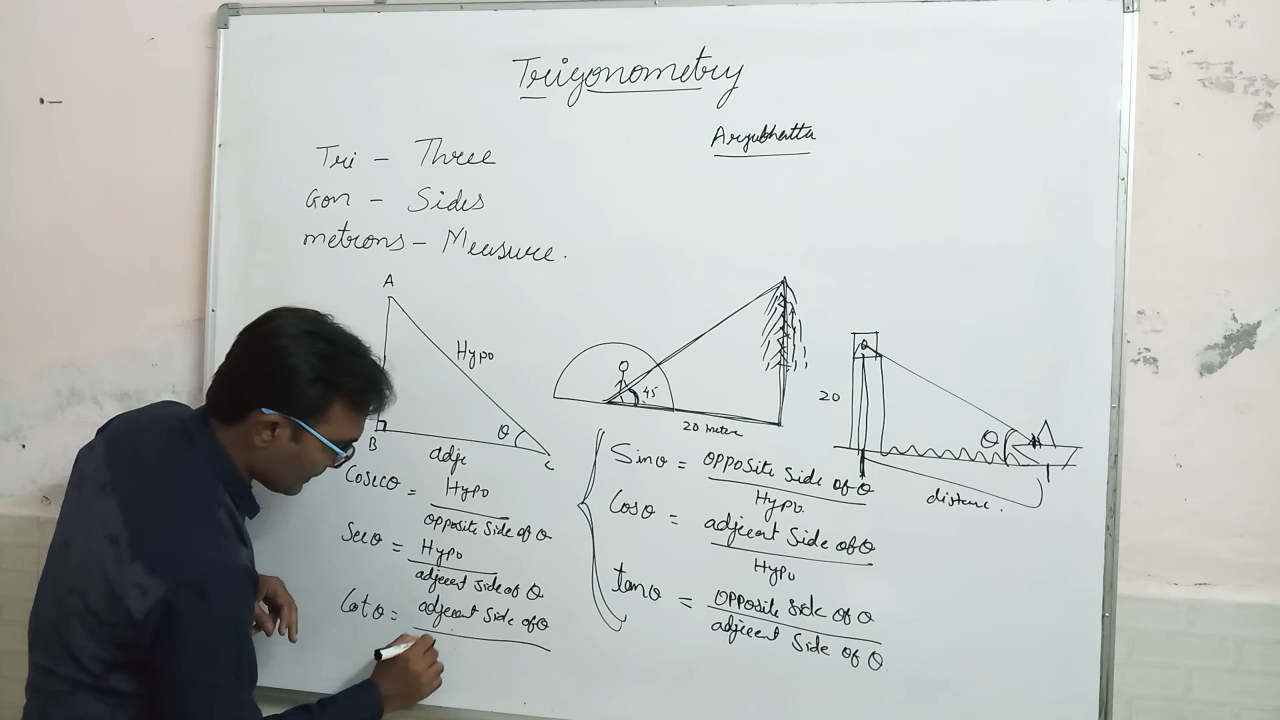 Trigonometry
Aryubhatta
Tri - Three
Gon - Sides
metrons - Measure.
A
Hypo
θ
B
adje
C
45°
20 meter
20
θ
distance.
Cosecθ = Hypo
opposite side of θ
Secθ = Hypo
adjecent side of θ
Cotθ = adjecent side of θ
Sinθ = opposite side of θ
Hypo.
Cosθ = adjecent side of θ
Hypo
tanθ = opposite side of θ
adjecent side of θ